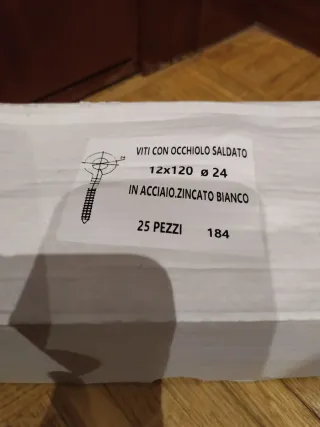 VITI CON OCCHIOLO SALDATO
12x120 ø 24
IN ACCIAIO.ZINCATO BIANCO
25 PEZZI 184